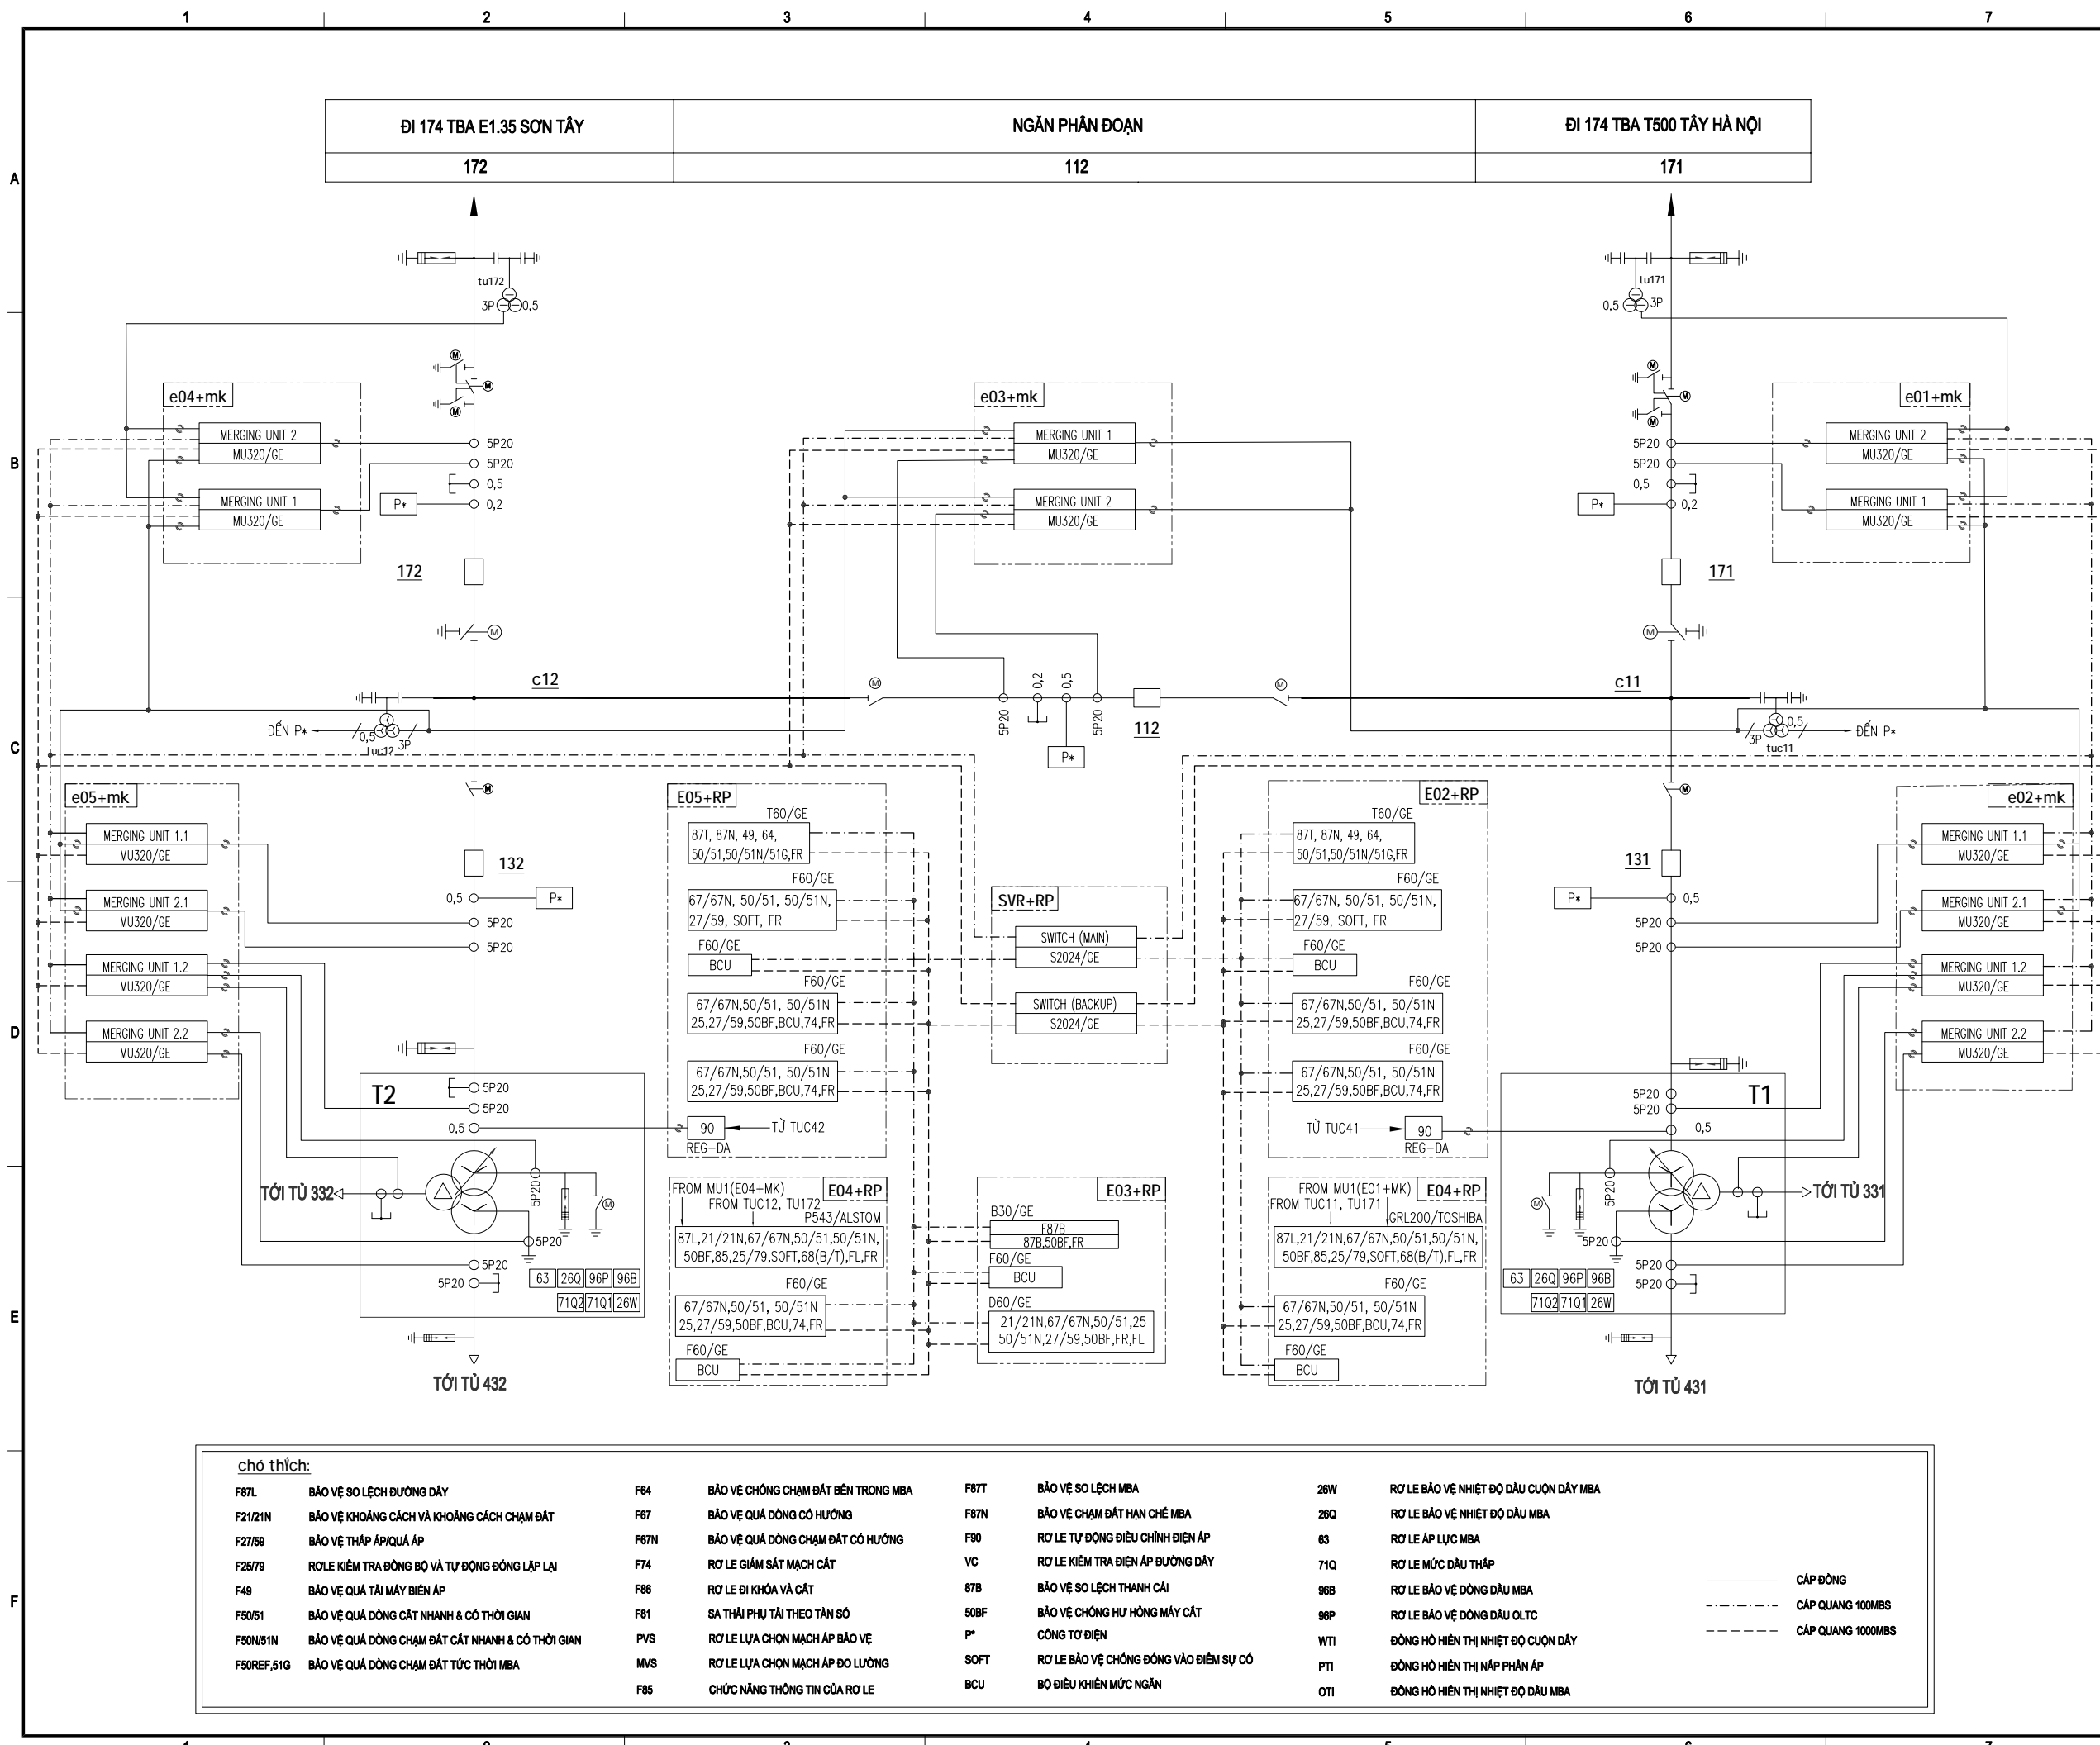 1 2 3 4 5 6 7
ĐI 174 TBA E1.35 SƠN TÂY
NGĂN PHÂN ĐOẠN
ĐI 174 TBA T500 TÂY HÀ NỘI
172
112
171
A
tu172
3P 0,5
tu171
0,5 3P
M
M
M
M
M
M
e04+mk
MERGING UNIT 2
MU320/GE
MERGING UNIT 1
MU320/GE
5P20
5P20
0,5
P* 0,2
e03+mk
MERGING UNIT 1
MU320/GE
MERGING UNIT 2
MU320/GE
5P20
5P20
0,5
P* 0,2
e01+mk
MERGING UNIT 2
MU320/GE
MERGING UNIT 1
MU320/GE
B
172
171
M
M
c12
c11
M
M
5P20
0,2
0,5
5P20
112
P*
ĐẾN P*
0,5
3P
tuc12
0,5
3P
tuc11
ĐẾN P*
C
M
M
e05+mk
MERGING UNIT 1.1
MU320/GE
MERGING UNIT 2.1
MU320/GE
MERGING UNIT 1.2
MU320/GE
MERGING UNIT 2.2
MU320/GE
132
0,5 P*
5P20
5P20
E05+RP
T60/GE
87T, 87N, 49, 64,
50/51,50/51N/51G,FR
F60/GE
67/67N, 50/51, 50/51N,
27/59, SOFT, FR
F60/GE
BCU
F60/GE
67/67N,50/51, 50/51N
25,27/59,50BF,BCU,74,FR
F60/GE
67/67N,50/51, 50/51N
25,27/59,50BF,BCU,74,FR
90
TỪ TUC42
REG-DA
SVR+RP
SWITCH (MAIN)
S2024/GE
SWITCH (BACKUP)
S2024/GE
E02+RP
T60/GE
87T, 87N, 49, 64,
50/51,50/51N/51G,FR
F60/GE
67/67N, 50/51, 50/51N,
27/59, SOFT, FR
F60/GE
BCU
F60/GE
67/67N,50/51, 50/51N
25,27/59,50BF,BCU,74,FR
F60/GE
67/67N,50/51, 50/51N
25,27/59,50BF,BCU,74,FR
TỪ TUC41
90
REG-DA
131
P* 0,5
5P20
5P20
e02+mk
MERGING UNIT 1.1
MU320/GE
MERGING UNIT 2.1
MU320/GE
MERGING UNIT 1.2
MU320/GE
MERGING UNIT 2.2
MU320/GE
D
T2
5P20
5P20
0,5
TỚI TỦ 332
5P20
M
5P20
5P20
5P20
63 26Q 96P 96B
71Q2 71Q1 26W
TỚI TỦ 432
E04+RP
FROM MU1(E04+MK)
FROM TUC12, TU172
P543/ALSTOM
87L,21/21N,67/67N,50/51,50/51N,
50BF,85,25/79,SOFT,68(B/T),FL,FR
F60/GE
67/67N,50/51, 50/51N
25,27/59,50BF,BCU,74,FR
F60/GE
BCU
E03+RP
B30/GE
F87B
87B,50BF,FR
F60/GE
BCU
D60/GE
21/21N,67/67N,50/51,25
50/51N,27/59,50BF,FR,FL
E04+RP
FROM MU1(E01+MK)
FROM TUC11, TU171
GRL200/TOSHIBA
87L,21/21N,67/67N,50/51,50/51N,
50BF,85,25/79,SOFT,68(B/T),FL,FR
F60/GE
67/67N,50/51, 50/51N
25,27/59,50BF,BCU,74,FR
F60/GE
BCU
T1
5P20
5P20
0,5
M
5P20
TỚI TỦ 331
5P20
5P20
5P20
63 26Q 96P 96B
71Q2 71Q1 26W
TỚI TỦ 431
E
chó thÝch:
F87L BẢO VỆ SO LỆCH ĐƯỜNG DÂY
F21/21N BẢO VỆ KHOẢNG CÁCH VÀ KHOẢNG CÁCH CHẠM ĐẤT
F27/59 BẢO VỆ THẤP ÁP/QUÁ ÁP
F25/79 RƠLE KIỂM TRA ĐỒNG BỘ VÀ TỰ ĐỘNG ĐÓNG LẶP LẠI
F49 BẢO VỆ QUÁ TẢI MÁY BIẾN ÁP
F50/51 BẢO VỆ QUÁ DÒNG CẮT NHANH & CÓ THỜI GIAN
F50N/51N BẢO VỆ QUÁ DÒNG CHẠM ĐẤT CẮT NHANH & CÓ THỜI GIAN
F50REF,51G BẢO VỆ QUÁ DÒNG CHẠM ĐẤT TỨC THỜI MBA
F64 BẢO VỆ CHỐNG CHẠM ĐẤT BÊN TRONG MBA
F67 BẢO VỆ QUÁ DÒNG CÓ HƯỚNG
F67N BẢO VỆ QUÁ DÒNG CHẠM ĐẤT CÓ HƯỚNG
F74 RƠ LE GIÁM SÁT MẠCH CẮT
F86 RƠ LE ĐI KHÓA VÀ CẮT
F81 SA THẢI PHỤ TẢI THEO TẦN SỐ
PVS RƠ LE LỰA CHỌN MẠCH ÁP BẢO VỆ
MVS RƠ LE LỰA CHỌN MẠCH ÁP ĐO LƯỜNG
F85 CHỨC NĂNG THÔNG TIN CỦA RƠ LE
F87T BẢO VỆ SO LỆCH MBA
F87N BẢO VỆ CHẠM ĐẤT HẠN CHẾ MBA
F90 RƠ LE TỰ ĐỘNG ĐIỀU CHỈNH ĐIỆN ÁP
VC RƠ LE KIỂM TRA ĐIỆN ÁP ĐƯỜNG DÂY
87B BẢO VỆ SO LỆCH THANH CÁI
50BF BẢO VỆ CHỐNG HƯ HỎNG MÁY CẮT
P* CÔNG TƠ ĐIỆN
SOFT RƠ LE BẢO VỆ CHỐNG ĐÓNG VÀO ĐIỂM SỰ CỐ
BCU BỘ ĐIỀU KHIỂN MỨC NGĂN
26W RƠ LE BẢO VỆ NHIỆT ĐỘ DẦU CUỘN DÂY MBA
26Q RƠ LE BẢO VỆ NHIỆT ĐỘ DẦU MBA
63 RƠ LE ÁP LỰC MBA
71Q RƠ LE MỨC DẦU THẤP
96B RƠ LE BẢO VỆ DÒNG DẦU MBA
96P RƠ LE BẢO VỆ DÒNG DẦU OLTC
WTI ĐỒNG HỒ HIỂN THỊ NHIỆT ĐỘ CUỘN DÂY
PTI ĐỒNG HỒ HIỂN THỊ NẤP PHÂN ÁP
OTI ĐỒNG HỒ HIỂN THỊ NHIỆT ĐỘ DẦU MBA
CÁP ĐỒNG
CÁP QUANG 100MBS
CÁP QUANG 1000MBS
F
1 2 3 4 5 6 7